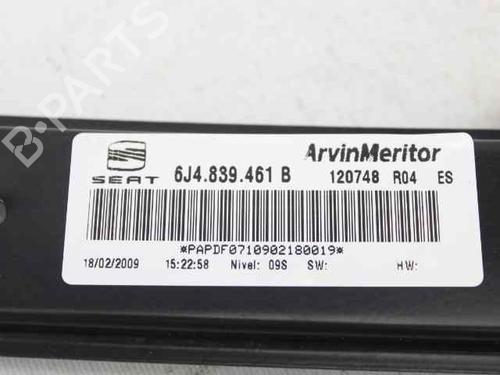 B-PARTS
SEAT
6J4.839.461 B
ArvinMeritor
120748 R04 ES
*PAPDF0710902180019*
18/02/2009 15:22:58 Nivel: 09S SW: HW: